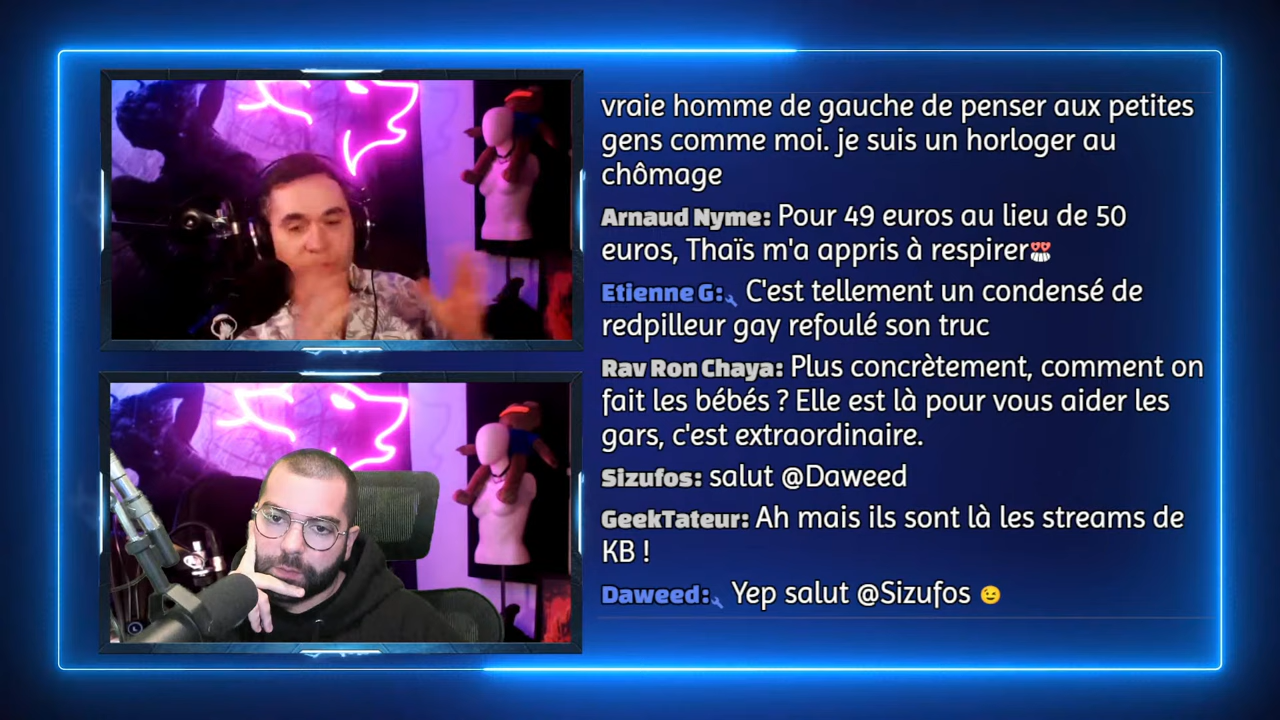 vraie homme de gauche de penser aux petites
gens comme moi. je suis un horloger au
chômage
Arnaud Nyme: Pour 49 euros au lieu de 50
euros, Thaïs m'a appris à respirer
Etienne G: C'est tellement un condensé de
redpilleur gay refoulé son truc
Rav Ron Chaya: Plus concrètement, comment on
fait les bébés ? Elle est là pour vous aider les
gars, c'est extraordinaire.
Sizufos: salut @Daweed
GeekTateur: Ah mais ils sont là les streams de
KB !
Daweed: Yep salut @Sizufos 😉